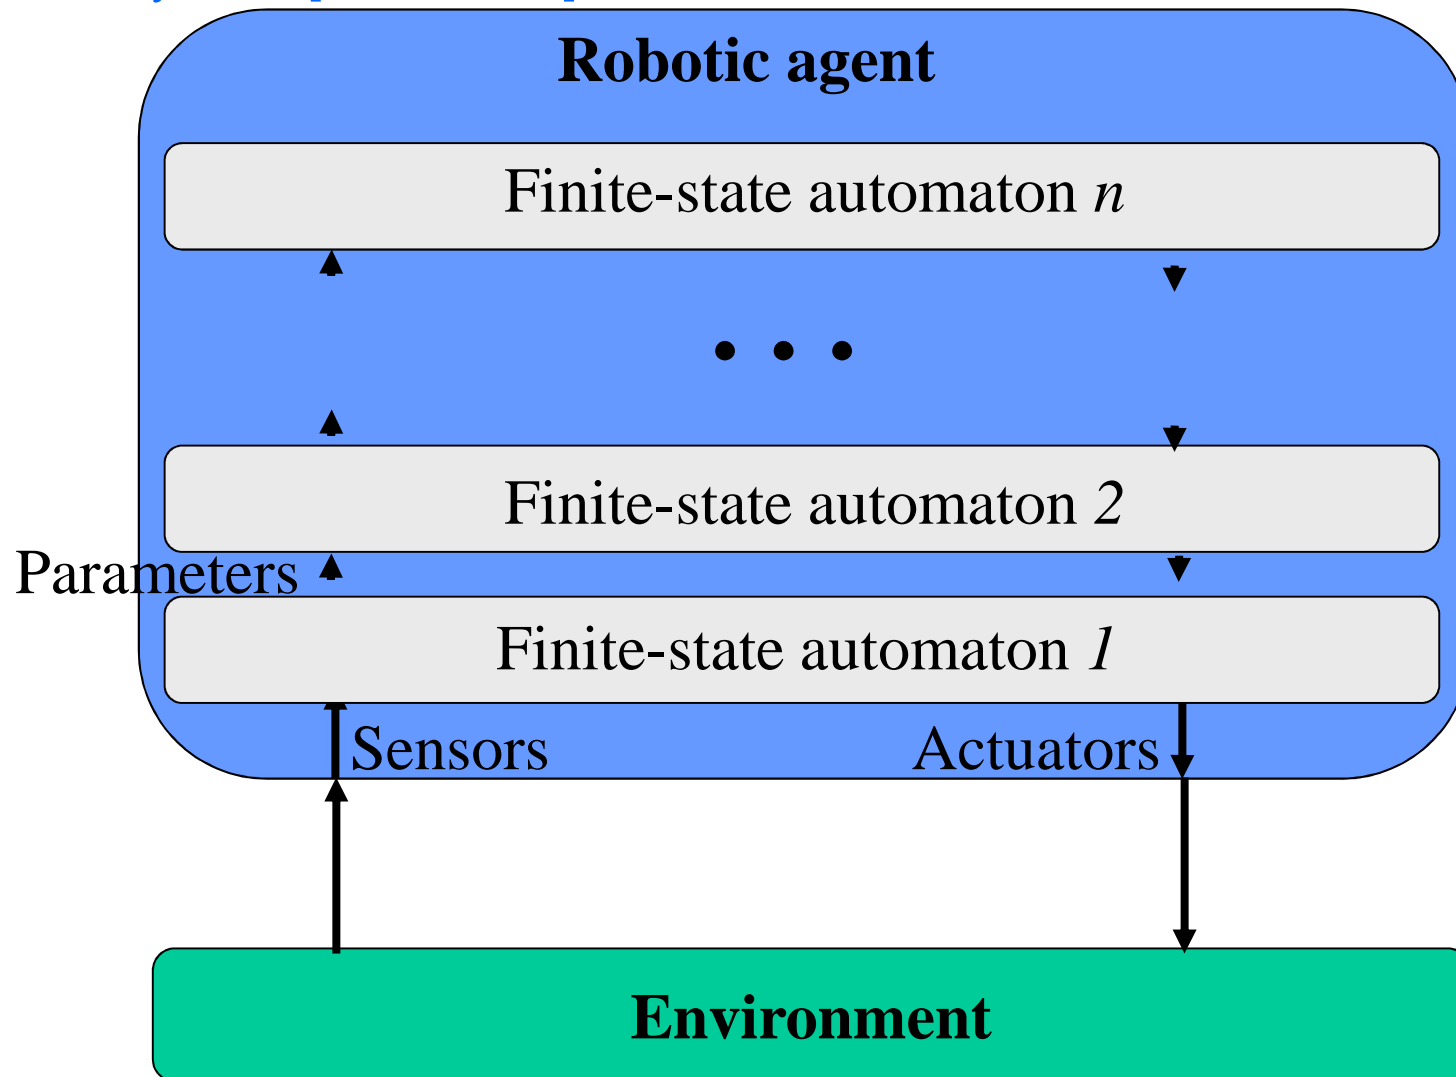 Robotic agent
Finite-state automaton n
• • •
Finite-state automaton 2
Parameters
Finite-state automaton 1
Sensors
Actuators
Environment